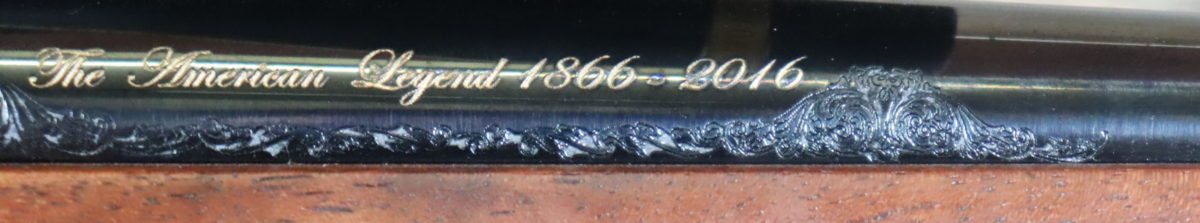 The American Legend 1866 - 2016